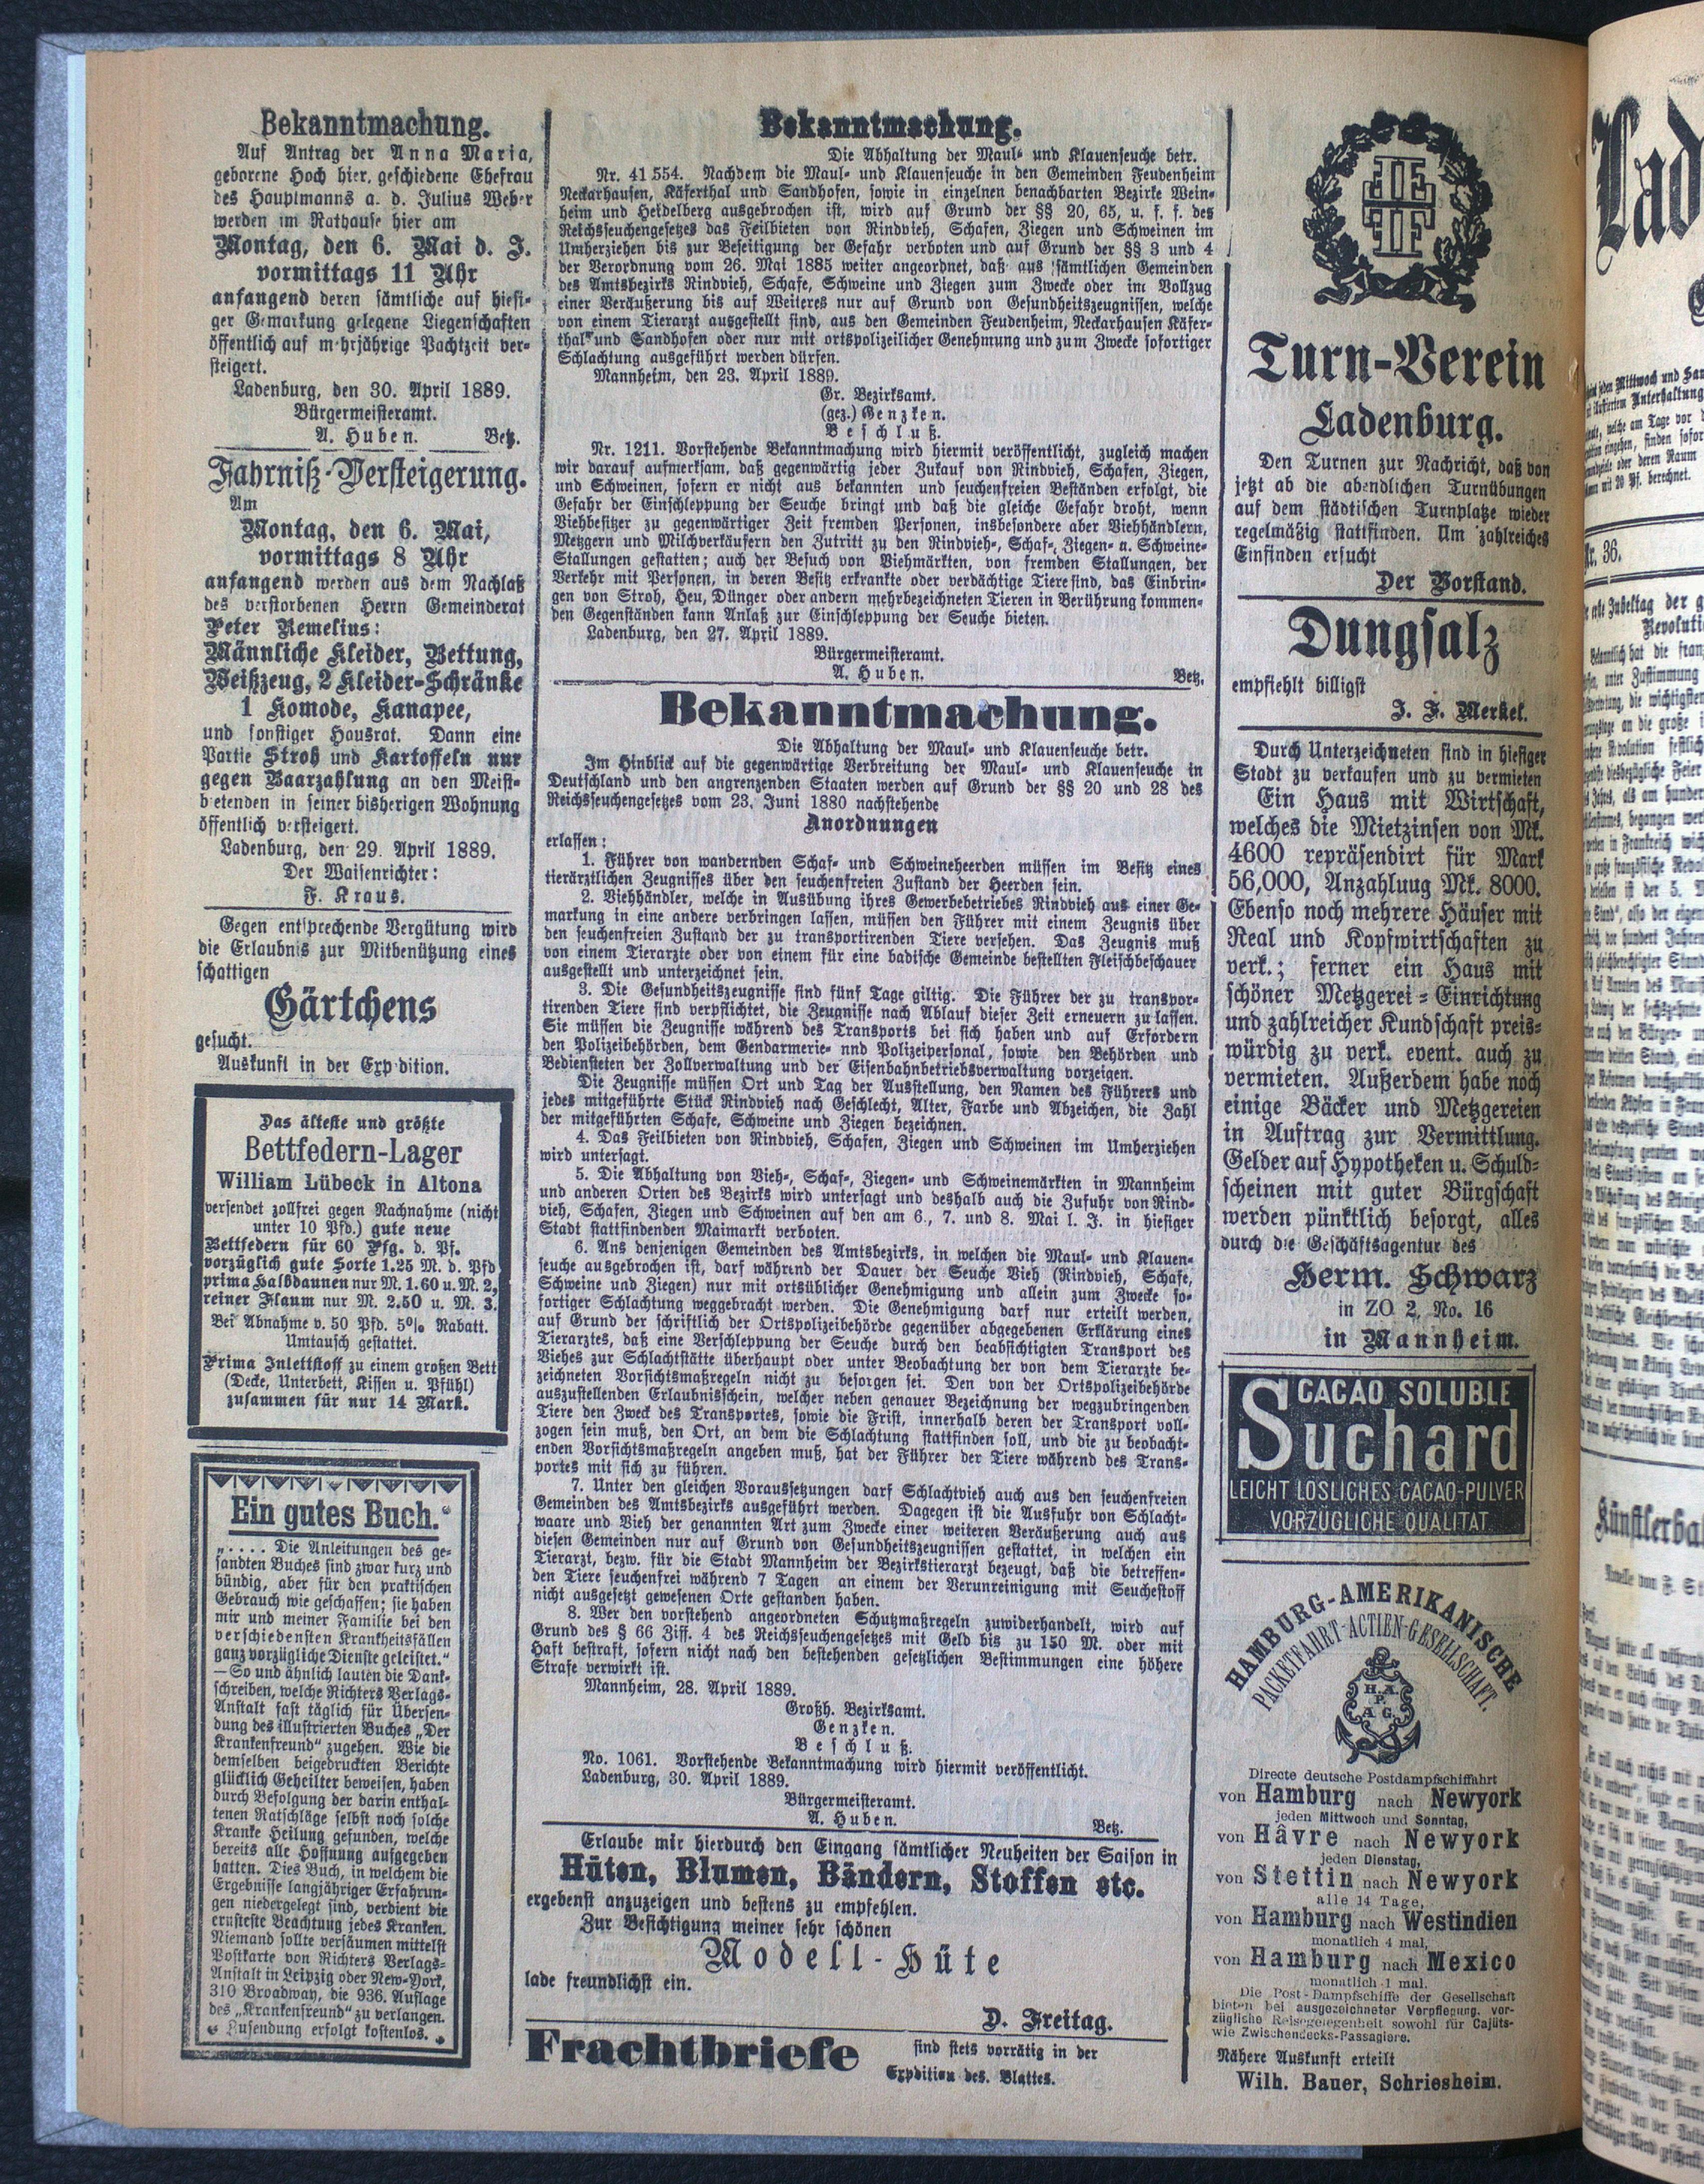 Bekanntmachung.
Auf Antrag der Anna Maria,
geborene Hoch hier, geschiedene Ehefrau
des Hauptmanns a. d. Julius Weber
werden im Rathause hier am
Montag, den 6. Mai d. J.
vormittags 11 Uhr
anfangend deren sämtliche auf hiesi-
ger Gemarkung gelegene Liegenschaften
öffentlich auf mehrjährige Pachtzeit ver-
steigert.
Ladenburg, den 30. April 1889.
Bürgermeisteramt.
A. Huben. Betz.
Fahrniß-Versteigerung.
Am
Montag, den 6. Mai,
vormittags 8 Uhr
anfangend werden aus dem Nachlaß
des verstorbenen Herrn Gemeinderat
Peter Remelius:
Männliche Kleider, Bettung,
Weißzeug, 2 Kleider-Schränke
1 Komode, Kanapee,
und sonstiger Hausrat. Dann eine
Partie Stroh und Kartoffeln nur
gegen Baarzahlung an den Meist-
bietenden in seiner bisherigen Wohnung
öffentlich versteigert.
Ladenburg, den 29. April 1889.
Der Waisenrichter:
F. Kraus.
Gegen entsprechende Vergütung wird
die Erlaubnis zur Mitbenützung eines
schattigen
Gärtchens
gesucht.
Auskunft in der Expedition.
Das älteste und größte
Bettfedern-Lager
William Lübeck in Altona
versendet zollfrei gegen Nachnahme (nicht
unter 10 Pfd.) gute neue
Bettfedern für 60 Pfg. d. Pf.
vorzüglich gute Sorte 1.25 M. d. Pfd
prima Halbdaunen nur M. 1.60 u. M. 2,
reiner Flaum nur M. 2.50 u. M. 3.
Bei Abnahme v. 50 Pfd. 5% Rabatt.
Umtausch gestattet.
Prima Inlettstoff zu einem großen Bett
(Decke, Unterbett, Kissen u. Pfühl)
zusammen für nur 14 Mark.
Ein gutes Buch.
„. . . . Die Anleitungen des ge-
sandten Buches sind zwar kurz und
bündig, aber für den praktischen
Gebrauch wie geschaffen; sie haben
mir und meiner Familie bei den
verschiedensten Krankheitsfällen
ganz vorzügliche Dienste geleistet.“
— So und ähnlich lauten die Dank-
schreiben, welche Richters Verlags-
Anstalt fast täglich für Übersen-
dung des illustrierten Buches „Der
Krankenfreund“ zugehen. Wie die
demselben beigedruckten Berichte
glücklich Geheilter beweisen, haben
durch Befolgung der darin enthal-
tenen Ratschläge selbst noch solche
Kranke Heilung gefunden, welche
bereits alle Hoffnung aufgegeben
hatten. Dies Buch, in welchem die
Ergebnisse langjähriger Erfahrun-
gen niedergelegt sind, verdient die
ernsteste Beachtung jedes Kranken.
Niemand sollte versäumen mittelst
Postkarte von Richters Verlags-
Anstalt in Leipzig oder New-York,
310 Broadway, die 936. Auflage
des „Krankenfreund“ zu verlangen.
Zusendung erfolgt kostenlos.
Bekanntmachung.
Die Abhaltung der Maul- und Klauenseuche betr.
Nr. 41 554. Nachdem die Maul- und Klauenseuche in den Gemeinden Feudenheim
Neckarhausen, Käferthal und Sandhofen, sowie in einzelnen benachbarten Bezirke Wein-
heim und Heidelberg ausgebrochen ist, wird auf Grund der §§ 20, 65, u. f. f. des
Reichsseuchengesetzes das Feilbieten von Rindvieh, Schafen, Ziegen und Schweinen im
Umherziehen bis zur Beseitigung der Gefahr verboten und auf Grund der §§ 3 und 4
der Verordnung vom 26. Mai 1885 weiter angeordnet, daß aus sämtlichen Gemeinden
des Amtsbezirks Rindvieh, Schafe, Schweine und Ziegen zum Zwecke oder im Vollzug
einer Veräußerung bis auf Weiteres nur auf Grund von Gesundheitszeugnissen, welche
von einem Tierarzt ausgestellt sind, aus den Gemeinden Feudenheim, Neckarhausen Käfer-
thal und Sandhofen oder nur mit ortspolizeilicher Genehmung und zum Zwecke sofortiger
Schlachtung ausgeführt werden dürfen.
Mannheim, den 23. April 1889.
Gr. Bezirksamt.
(gez.) Genzken.
Beschluß.
Nr. 1211. Vorstehende Bekanntmachung wird hiermit veröffentlicht, zugleich machen
wir darauf aufmerksam, daß gegenwärtig jeder Zukauf von Rindvieh, Schafen, Ziegen,
und Schweinen, sofern er nicht aus bekannten und seuchenfreien Beständen erfolgt, die
Gefahr der Einschleppung der Seuche bringt und daß die gleiche Gefahr droht, wenn
Viehbesitzer zu gegenwärtiger Zeit fremden Personen, insbesondere aber Viehhändlern,
Metzgern und Milchverkäufern den Zutritt zu den Rindvieh-, Schaf-, Ziegen- u. Schweine-
Stallungen gestatten; auch der Besuch von Viehmärkten, von fremden Stallungen, der
Verkehr mit Personen, in deren Besitz erkrankte oder verdächtige Tiere sind, das Einbrin-
gen von Stroh, Heu, Dünger oder andern mehrbezeichneten Tieren in Berührung kommen-
den Gegenständen kann Anlaß zur Einschleppung der Seuche bieten.
Ladenburg, den 27. April 1889.
Bürgermeisteramt.
A. Huben. Betz.
Bekanntmachung.
Die Abhaltung der Maul- und Klauenseuche betr.
Im Hinblick auf die gegenwärtige Verbreitung der Maul- und Klauenseuche in
Deutschland und den angrenzenden Staaten werden auf Grund der §§ 20 und 28 des
Reichsseuchengesetzes vom 23. Juni 1880 nachstehende
Anordnungen
erlassen:
1. Führer von wandernden Schaf- und Schweineheerden müssen im Besitz eines
tierärztlichen Zeugnisses über den seuchenfreien Zustand der Heerden sein.
2. Viehhändler, welche in Ausübung ihres Gewerbebetriebes Rindvieh aus einer Ge-
markung in eine andere verbringen lassen, müssen den Führer mit einem Zeugnis über
den seuchenfreien Zustand der zu transportirenden Tiere versehen. Das Zeugnis muß
von einem Tierarzte oder von einem für eine badische Gemeinde bestellten Fleischbeschauer
ausgestellt und unterzeichnet sein.
3. Die Gesundheitszeugnisse sind fünf Tage giltig. Die Führer der zu transpor-
tirenden Tiere sind verpflichtet, die Zeugnisse nach Ablauf dieser Zeit erneuern zu lassen.
Sie müssen die Zeugnisse während des Transports bei sich haben und auf Erfordern
den Polizeibehörden, dem Gendarmerie- nnd Polizeipersonal, sowie den Behörden und
Bediensteten der Zollverwaltung und der Eisenbahnbetriebsverwaltung vorzeigen.
Die Zeugnisse müssen Ort und Tag der Ausstellung, den Namen des Führers und
jedes mitgeführte Stück Rindvieh nach Geschlecht, Alter, Farbe und Abzeichen, die Zahl
der mitgeführten Schafe, Schweine und Ziegen bezeichnen.
4. Das Feilbieten von Rindvieh, Schafen, Ziegen und Schweinen im Umherziehen
wird untersagt.
5. Die Abhaltung von Vieh-, Schaf-, Ziegen- und Schweinemärkten in Mannheim
und anderen Orten des Bezirks wird untersagt und deshalb auch die Zufuhr von Rind-
vieh, Schafen, Ziegen und Schweinen auf den am 6., 7. und 8. Mai l. J. in hiesiger
Stadt stattfindenden Maimarkt verboten.
6. Ans denjenigen Gemeinden des Amtsbezirks, in welchen die Maul- und Klauen-
seuche ausgebrochen ist, darf während der Dauer der Seuche Vieh (Rindvieh, Schafe,
Schweine und Ziegen) nur mit ortsüblicher Genehmigung und allein zum Zwecke so-
fortiger Schlachtung weggebracht werden. Die Genehmigung darf nur erteilt werden,
auf Grund der schriftlich der Ortspolizeibehörde gegenüber abgegebenen Erklärung eines
Tierarztes, daß eine Verschleppung der Seuche durch den beabsichtigten Transport des
Viehes zur Schlachtstätte überhaupt oder unter Beobachtung der von dem Tierarzte be-
zeichneten Vorsichtsmaßregeln nicht zu besorgen sei. Den von der Ortspolizeibehörde
auszustellenden Erlaubnisschein, welcher neben genauer Bezeichnung der wegzubringenden
Tiere den Zweck des Transportes, sowie die Frist, innerhalb deren der Transport voll-
zogen sein muß, den Ort, an dem die Schlachtung stattfinden soll, und die zu beobacht-
enden Vorsichtsmaßregeln angeben muß, hat der Führer der Tiere während des Trans-
portes mit sich zu führen.
7. Unter den gleichen Voraussetzungen darf Schlachtvieh auch aus den seuchenfreien
Gemeinden des Amtsbezirks ausgeführt werden. Dagegen ist die Ausfuhr von Schlacht-
waare und Vieh der genannten Art zum Zwecke einer weiteren Veräußerung auch aus
diesen Gemeinden nur auf Grund von Gesundheitszeugnissen gestattet, in welchen ein
Tierarzt, bezw. für die Stadt Mannheim der Bezirkstierarzt bezeugt, daß die betreffen-
den Tiere seuchenfrei während 7 Tagen an einem der Verunreinigung mit Seuchestoff
nicht ausgesetzt gewesenen Orte gestanden haben.
8. Wer den vorstehend angeordneten Schutzmaßregeln zuwiderhandelt, wird auf
Grund des § 66 Ziff. 4 des Reichsseuchengesetzes mit Geld bis zu 150 M. oder mit
Haft bestraft, sofern nicht nach den bestehenden gesetzlichen Bestimmungen eine höhere
Strafe verwirkt ist.
Mannheim, 28. April 1889.
Großh. Bezirksamt.
Genzken.
Beschluß.
No. 1061. Vorstehende Bekanntmachung wird hiermit veröffentlicht.
Ladenburg, 30. April 1889.
Bürgermeisteramt.
A. Huben. Betz.
Erlaube mir hierdurch den Eingang sämtlicher Neuheiten der Saison in
Hüten, Blumen, Bändern, Stoffen etc.
ergebenst anzuzeigen und bestens zu empfehlen.
Zur Besichtigung meiner sehr schönen
Modell-Hüte
lade freundlichst ein.
D. Freitag.
Frachtbriefe sind stets vorrätig in der
Expdition des. Blattes.
Turn-Verein
Ladenburg.
Den Turnen zur Nachricht, daß von
jetzt ab die abendlichen Turnübungen
auf dem städtischen Turnplatze wieder
regelmäßig stattfinden. Um zahlreiches
Einfinden ersucht
Der Vorstand.
Dungsalz
empfiehlt billigst
J. F. Merkel.
Durch Unterzeichneten sind in hiesiger
Stadt zu verkaufen und zu vermieten
Ein Haus mit Wirtschaft,
welches die Mietzinsen von Mk.
4600 repräsendirt für Mark
56,000, Anzahluug Mk. 8000.
Ebenso noch mehrere Häuser mit
Real und Kopfwirtschaften zu
verk.; ferner ein Haus mit
schöner Metzgerei-Einrichtung
und zahlreicher Kundschaft preis-
würdig zu verk. event. auch zu
vermieten. Außerdem habe noch
einige Bäcker und Metzgereien
in Auftrag zur Vermittlung.
Gelder auf Hypotheken u. Schuld-
scheinen mit guter Bürgschaft
werden pünktlich besorgt, alles
durch die Geschäftsagentur des
Herm. Schwarz
in ZO 2, No. 16
in Mannheim.
CACAO SOLUBLE
Suchard
LEICHT LÖSLICHES CACAO-PULVER
VORZÜGLICHE QUALITÄT
HAMBURG-AMERIKANISCHE
PACKETFAHRT-ACTIEN-GESELLSCHAFT.
H. A.
P.
A. G.
Directe deutsche Postdampfschiffahrt
von Hamburg nach Newyork
jeden Mittwoch und Sonntag,
von Hâvre nach Newyork
jeden Dienstag,
von Stettin nach Newyork
alle 14 Tage,
von Hamburg nach Westindien
monatlich 4 mal,
von Hamburg nach Mexico
monatlich 1 mal.
Die Post-Dampfschiffe der Gesellschaft
bieten bei ausgezeichneter Verpflegung, vor-
zügliche Reisegelegenheit sowohl für Cajüts-
wie Zwischendecks-Passagiere.
Nähere Auskunft erteilt
Wilh. Bauer, Schriesheim.
Lad
Nr. 36.